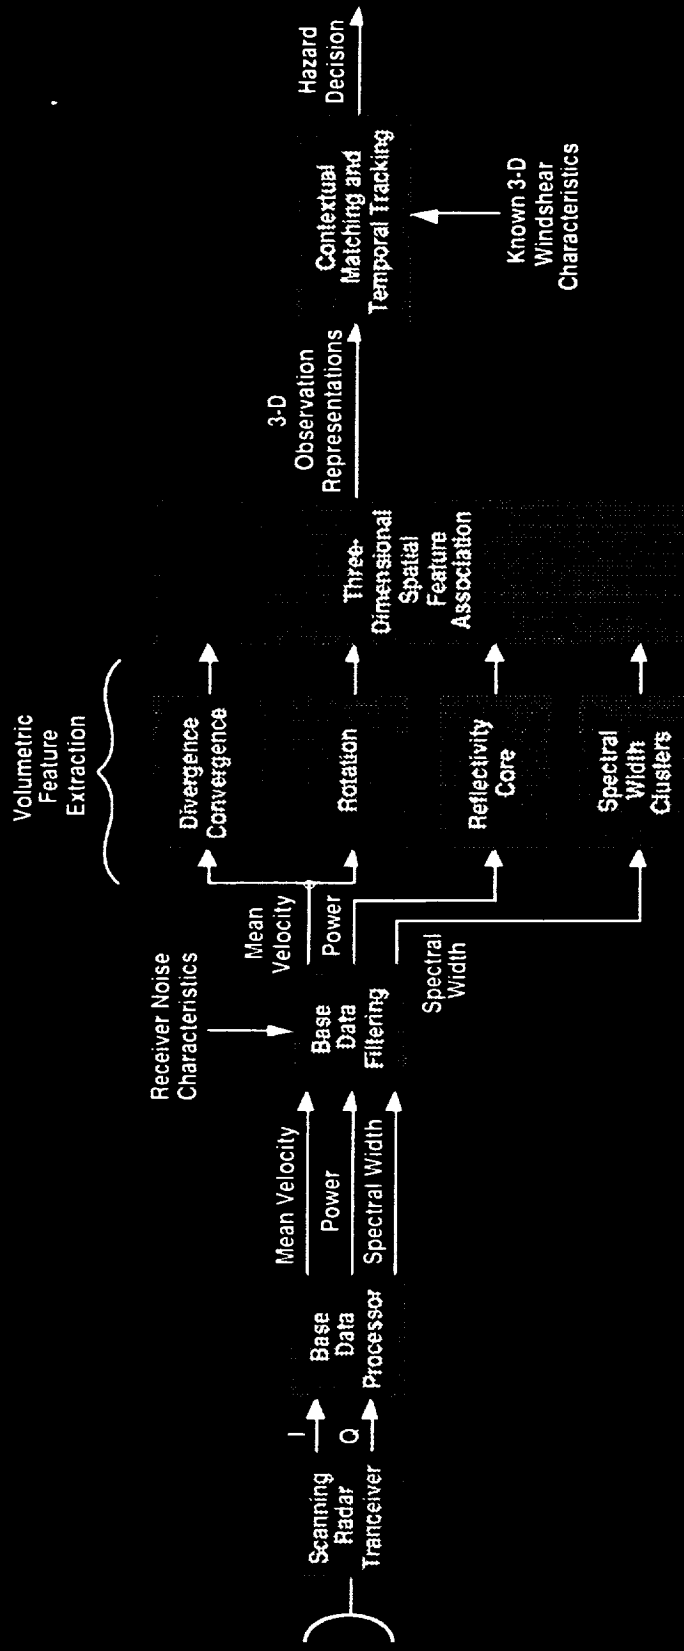 Scanning
Radar
Tranceiver
I
Q
Base
Data
Processor
Mean Velocity
Power
Spectral Width
Receiver Noise
Characteristics
Base
Data
Filtering
Mean
Velocity
Power
Spectral
Width
Volumetric
Feature
Extraction
Divergence
Convergence
Rotation
Reflectivity
Core
Spectral
Width
Clusters
Three-
Dimensional
Spatial
Feature
Association
3-D
Observation
Representations
Contextual
Matching and
Temporal Tracking
Known 3-D
Windshear
Characteristics
Hazard
Decision